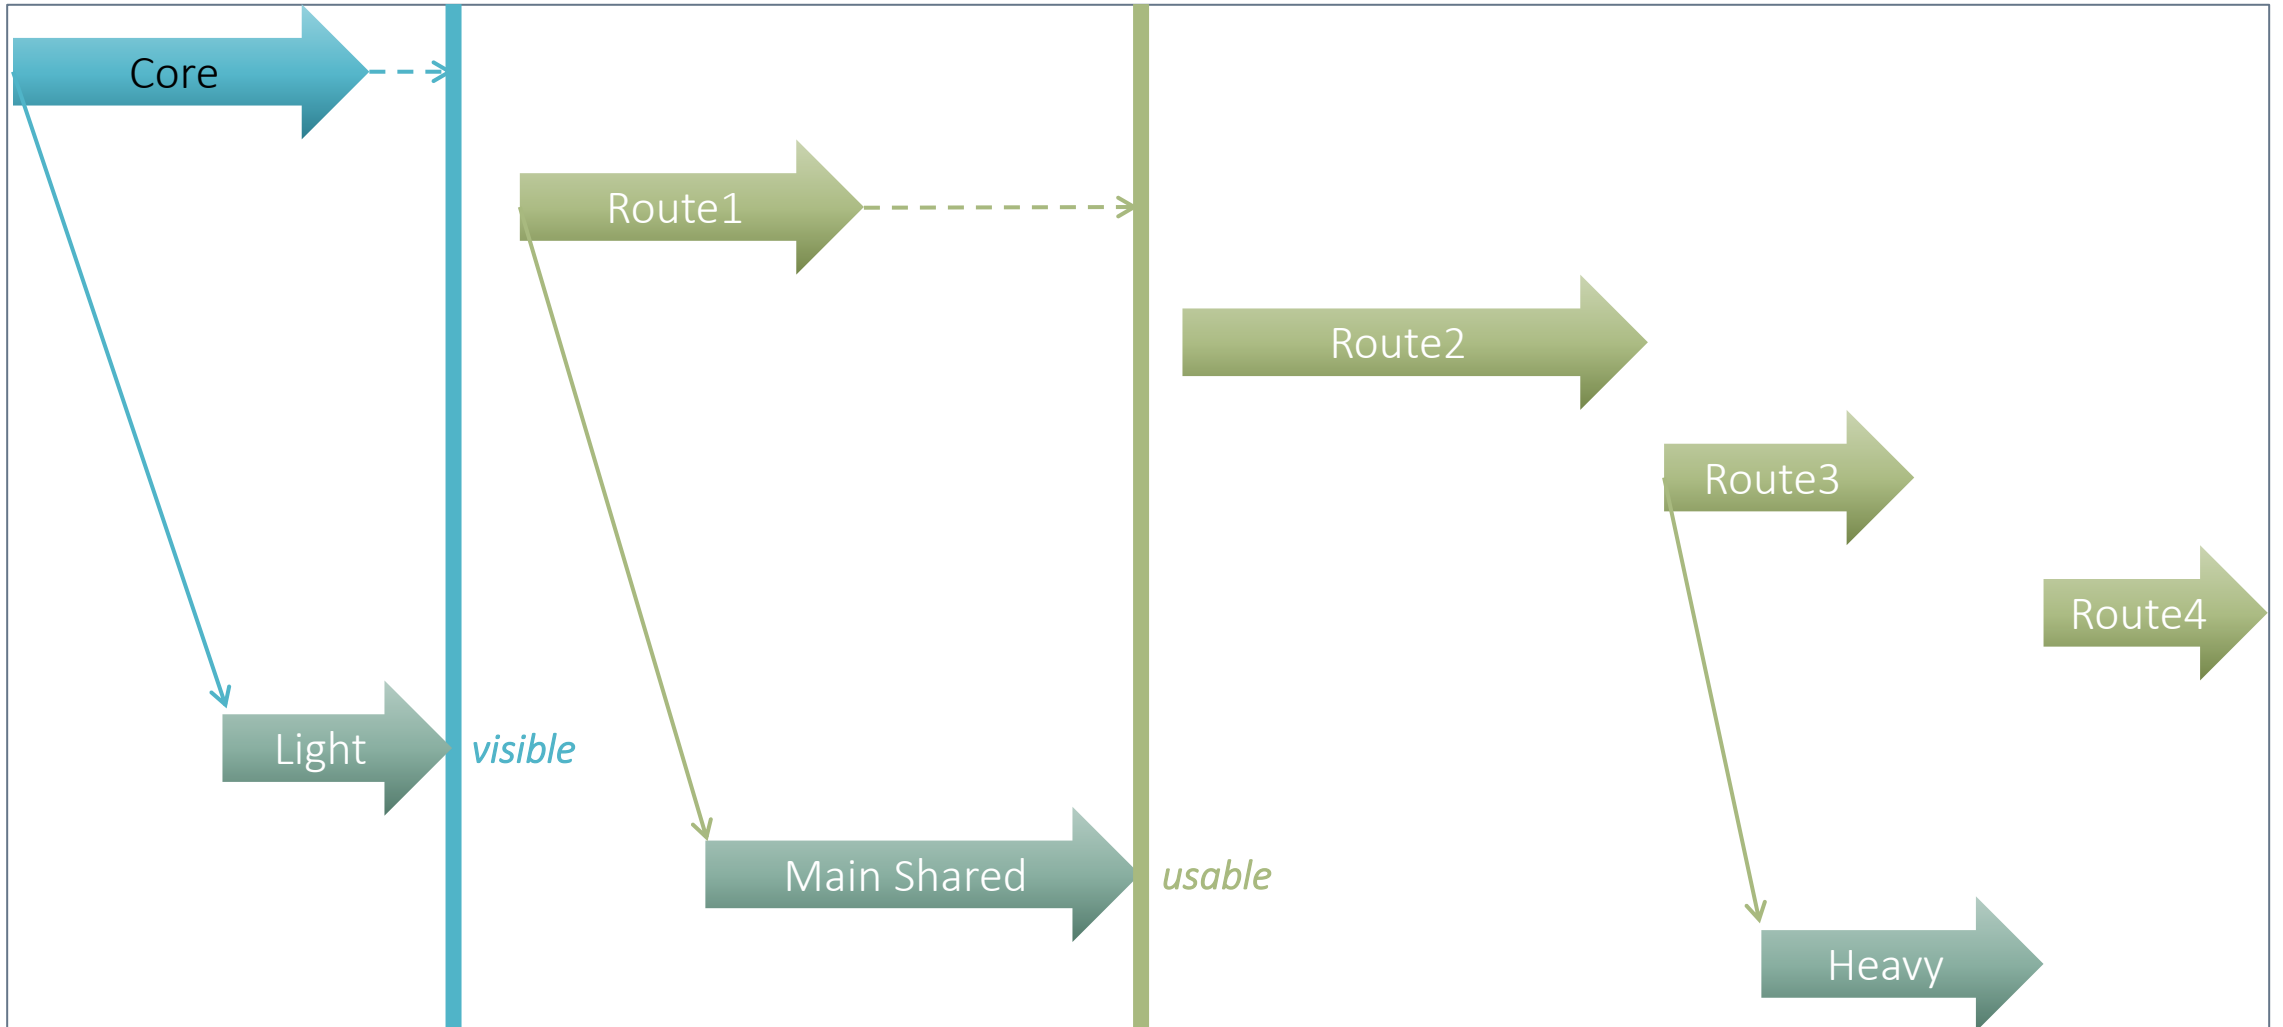 Core
Route1
Route2
Route3
Route4
Light
visible
Main Shared
usable
Heavy